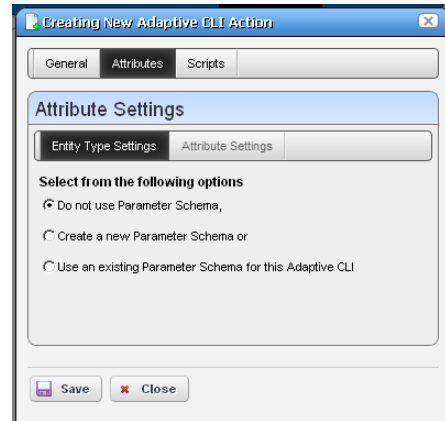 Creating New Adaptive CLI Action
General Attributes Scripts
Attribute Settings
Entity Type Settings Attribute Settings
Select from the following options
Do not use Parameter Schema,
Create a new Parameter Schema or
Use an existing Parameter Schema for this Adaptive CLI
Save Close